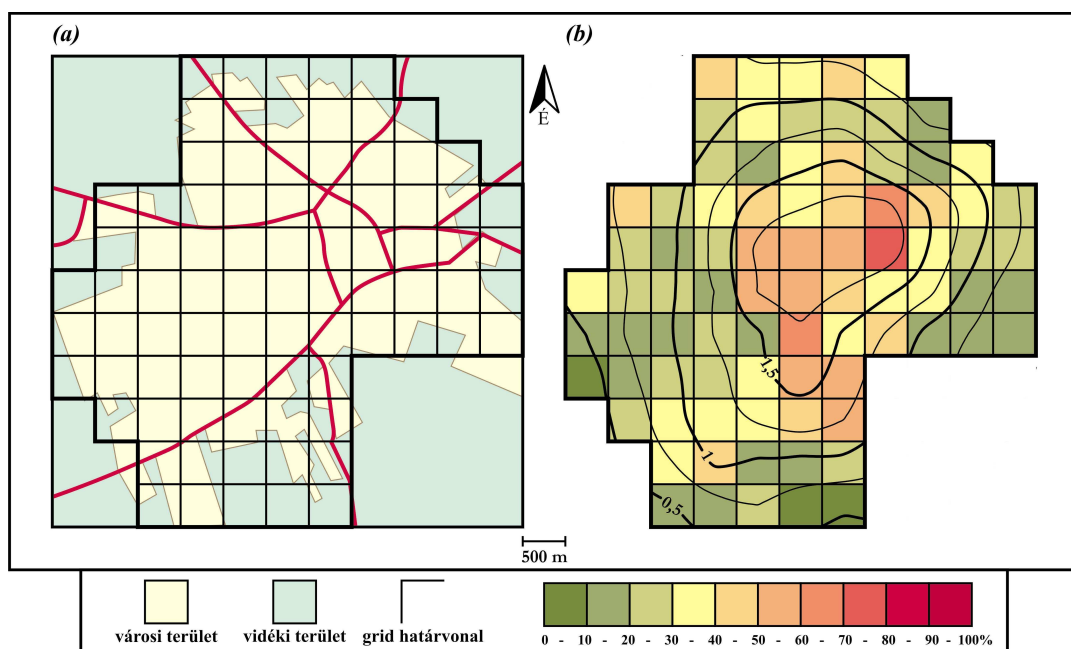 (a)
(b)
É
1,5
1
0,5
500 m
városi terület
vidéki terület
grid határvonal
0 - 10 - 20 - 30 - 40 - 50 - 60 - 70 - 80 - 90 - 100%